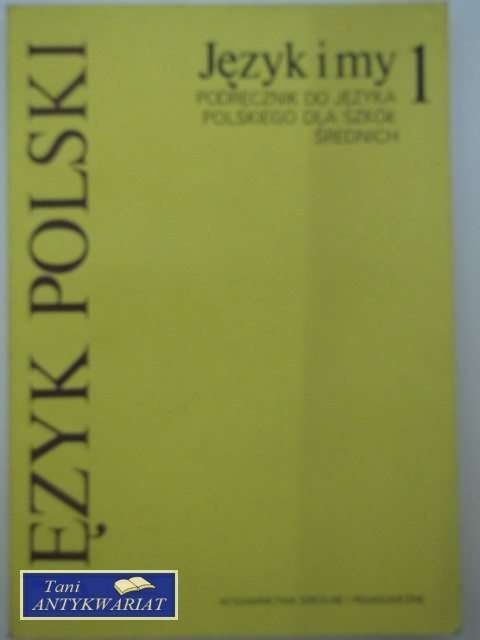 Język i my 1
PODRĘCZNIK DO JĘZYKA
POLSKIEGO DLA SZKÓŁ
ŚREDNICH
ĘZYK POLSKI
WYDAWNICTWA SZKOLNE I PEDAGOGICZNE
Tani
ANTYKWARIAT